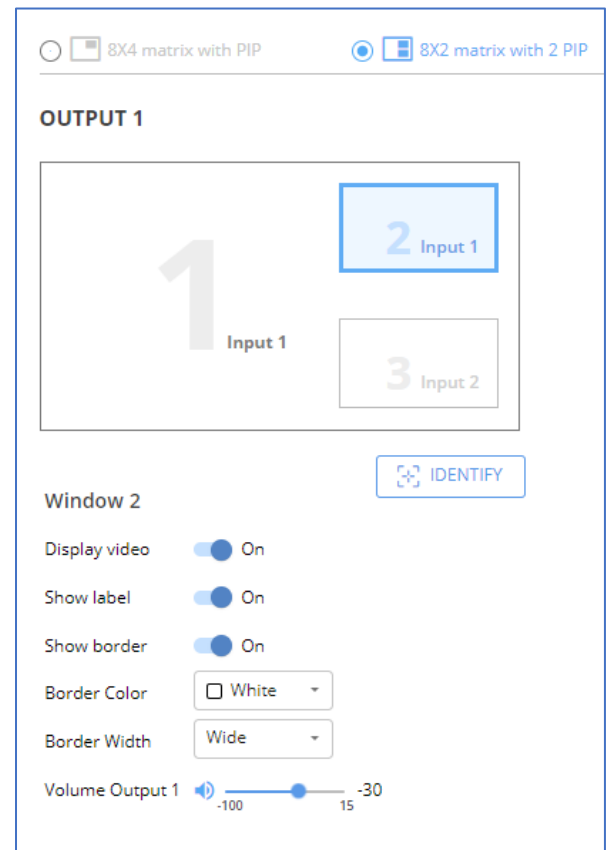 8X4 matrix with PIP
8X2 matrix with 2 PIP
OUTPUT 1
1 Input 1
2 Input 1
3 Input 2
IDENTIFY
Window 2
Display video On
Show label On
Show border On
Border Color White
Border Width Wide
Volume Output 1 -30
-100 15